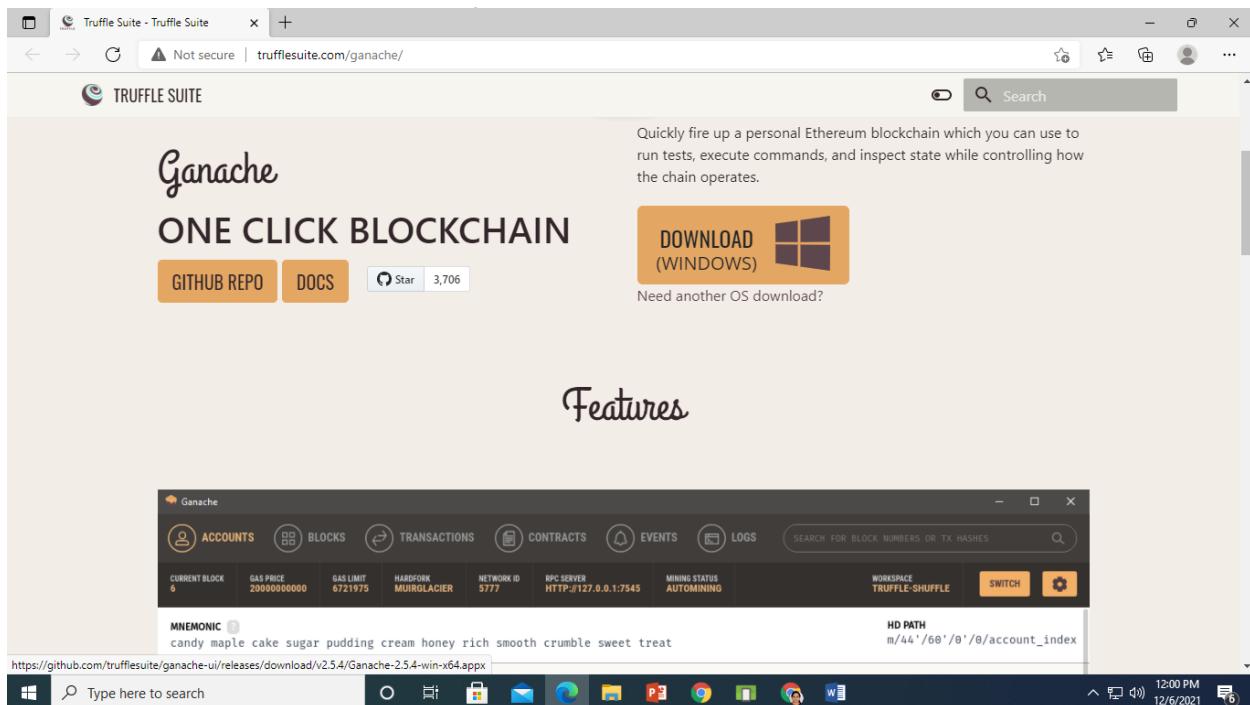 Truffle Suite - Truffle Suite
Not secure | trufflesuite.com/ganache/
TRUFFLE SUITE
Search
Quickly fire up a personal Ethereum blockchain which you can use to
run tests, execute commands, and inspect state while controlling how
the chain operates.
Ganache
ONE CLICK BLOCKCHAIN
GITHUB REPO
DOCS
Star
3,706
DOWNLOAD
(WINDOWS)
Need another OS download?
Features
Ganache
ACCOUNTS
BLOCKS
TRANSACTIONS
CONTRACTS
EVENTS
LOGS
SEARCH FOR BLOCK NUMBERS OR TX HASHES
CURRENT BLOCK
6
GAS PRICE
20000000000
GAS LIMIT
6721975
HARDFORK
MUIRGLACIER
NETWORK ID
5777
RPC SERVER
HTTP://127.0.0.1:7545
MINING STATUS
AUTOMINING
WORKSPACE
TRUFFLE-SHUFFLE
SWITCH
MNEMONIC ?
candy maple cake sugar pudding cream honey rich smooth crumble sweet treat
HD PATH
m/44'/60'/0'/0/account_index
https://github.com/trufflesuite/ganache-ui/releases/download/v2.5.4/Ganache-2.5.4-win-x64.appx
Type here to search
12:00 PM
12/6/2021
6